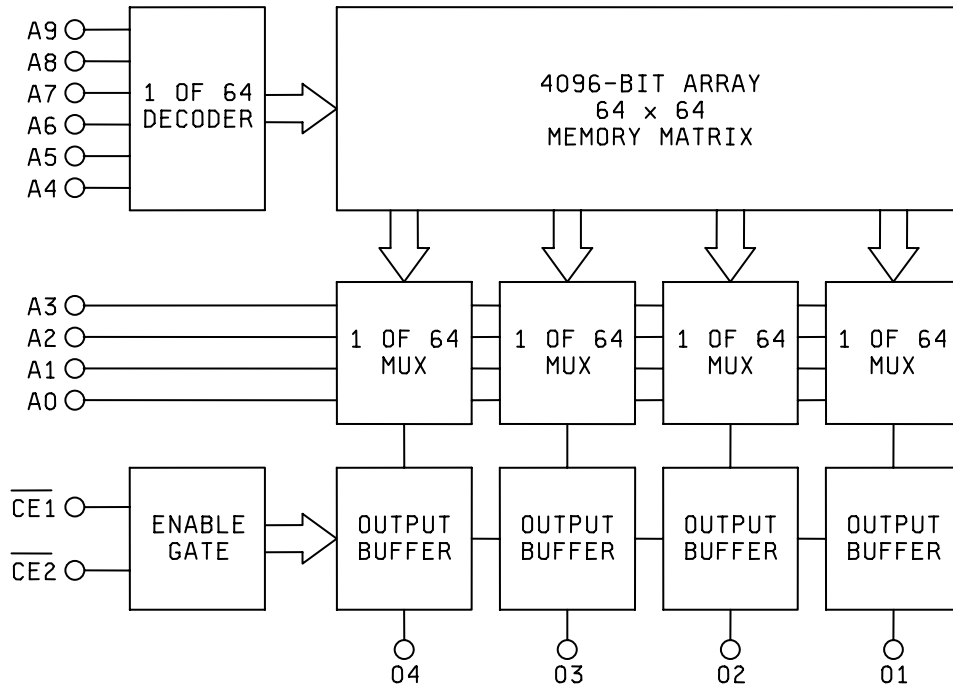 A9
A8
A7
A6
A5
A4
1 OF 64
DECODER
4096-BIT ARRAY
64 x 64
MEMORY MATRIX
A3
A2
A1
A0
1 OF 64
MUX
1 OF 64
MUX
1 OF 64
MUX
1 OF 64
MUX
CE1
CE2
ENABLE
GATE
OUTPUT
BUFFER
OUTPUT
BUFFER
OUTPUT
BUFFER
OUTPUT
BUFFER
O4
O3
O2
O1